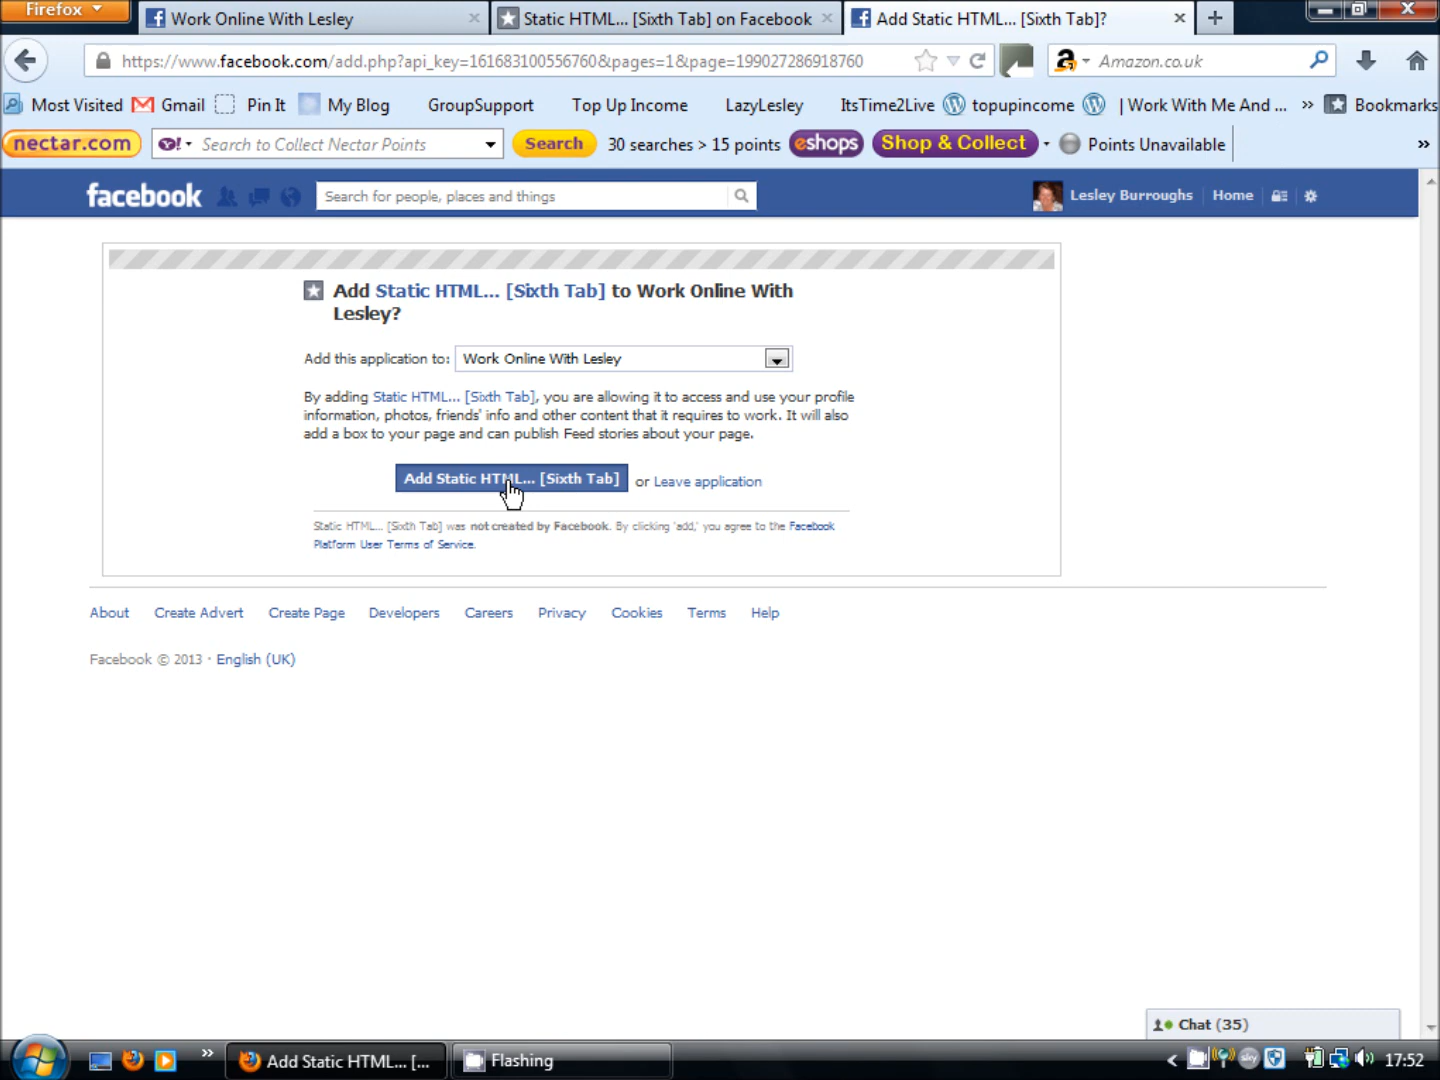 Firefox
Work Online With Lesley
Static HTML... [Sixth Tab] on Facebook
Add Static HTML... [Sixth Tab]?
https://www.facebook.com/add.php?api_key=161683100556760&pages=1&page=199027286918760
Amazon.co.uk
Most Visited
Gmail
Pin It
My Blog
GroupSupport
Top Up Income
LazyLesley
ItsTime2Live
topupincome
| Work With Me And ...
»
Bookmarks
nectar.com
Y!
Search to Collect Nectar Points
Search
30 searches > 15 points
eshops
Shop & Collect
Points Unavailable
»
facebook
Search for people, places and things
Lesley Burroughs
Home
Add Static HTML... [Sixth Tab] to Work Online With
Lesley?
Add this application to: Work Online With Lesley
By adding Static HTML... [Sixth Tab], you are allowing it to access and use your profile
information, photos, friends' info and other content that it requires to work. It will also
add a box to your page and can publish Feed stories about your page.
Add Static HTML... [Sixth Tab] or Leave application
Static HTML... [Sixth Tab] was not created by Facebook. By clicking 'add,' you agree to the Facebook
Platform User Terms of Service.
About Create Advert Create Page Developers Careers Privacy Cookies Terms Help
Facebook © 2013 · English (UK)
Chat (35)
»
Add Static HTML... [...
Flashing
<
sky
17:52